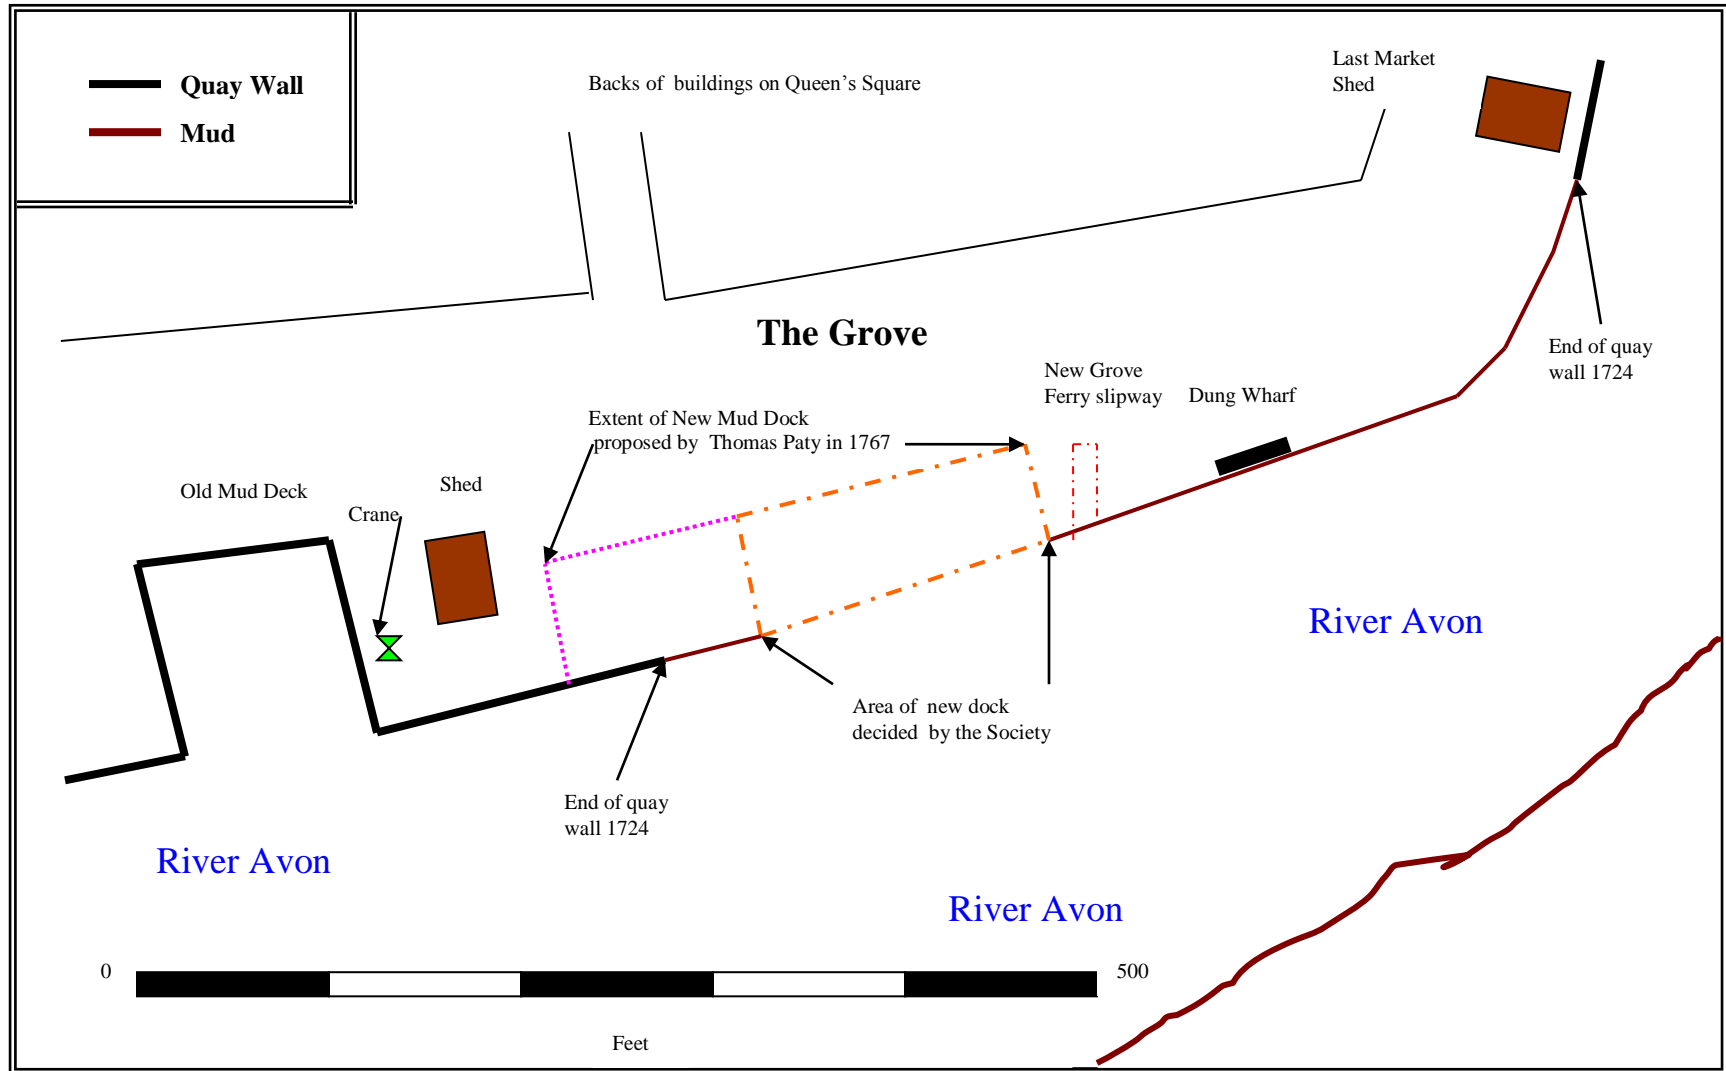 Quay Wall
Mud
Backs of buildings on Queen's Square
Last Market
Shed
The Grove
End of quay
wall 1724
New Grove
Ferry slipway
Dung Wharf
Extent of New Mud Dock
proposed by Thomas Paty in 1767
Old Mud Deck
Shed
Crane
River Avon
Area of new dock
decided by the Society
End of quay
wall 1724
River Avon
River Avon
0
500
Feet